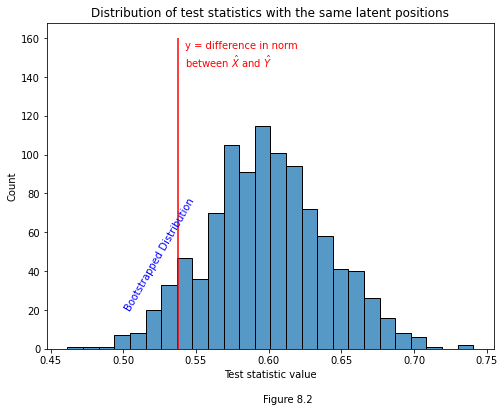 Distribution of test statistics with the same latent positions
160
140
120
100
80
60
40
20
0
Count
y = difference in norm
between X̂ and Ŷ
Bootstrapped Distribution
0.45 0.50 0.55 0.60 0.65 0.70 0.75
Test statistic value
Figure 8.2